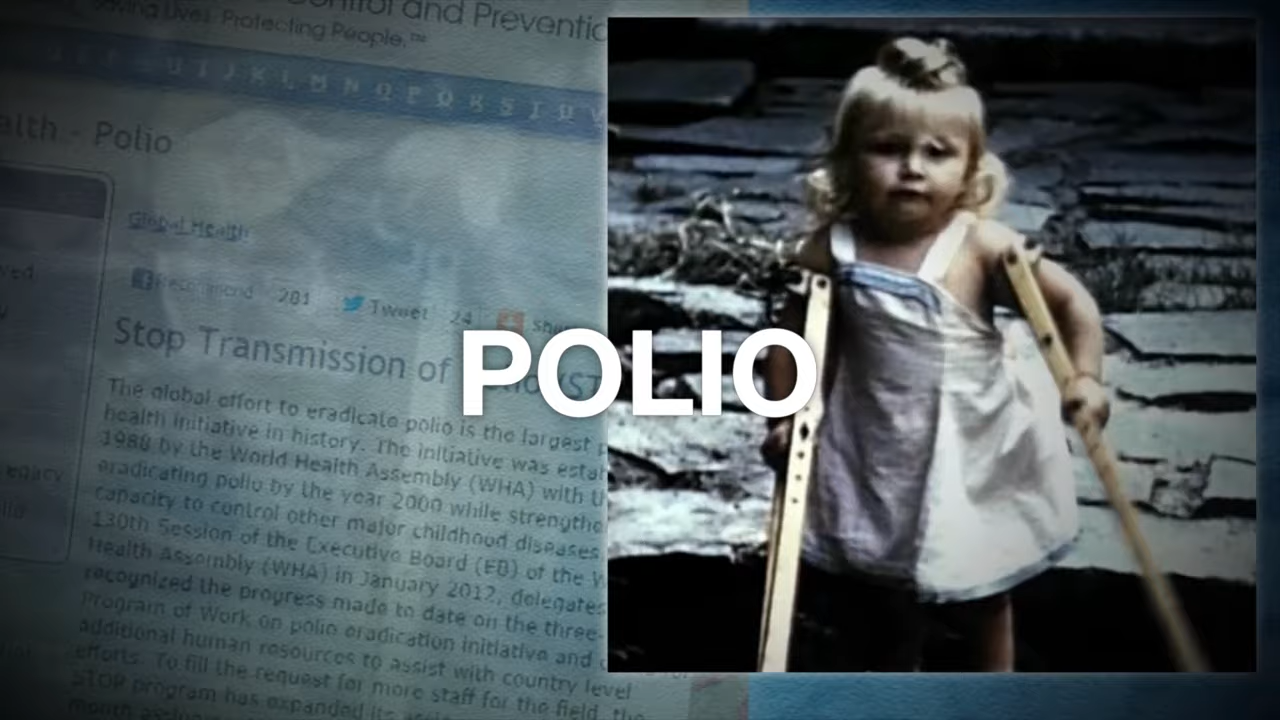 Control and Preventio
Saving Lives. Protecting People.™
I J K L M N O P Q R S T U V
alth - Polio
Global Health
Recommend 201 Tweet 24 Sha
Stop Transmission of
POLIO
The global effort to eradicate polio is the largest
health initiative in history. The initiative was estab
1988 by the World Health Assembly (WHA) with
eradicating polio by the year 2000 while strengthe
capacity to control other major childhood diseases
130th Session of the Executive Board (EB) of the W
Health Assembly (WHA) in January 2012, delegates
recognized the progress made to date on the three-
Program of Work on polio eradication initiative and
additional human resources to assist with country level
efforts. To fill the request for more staff for the field, the
STOP program has expanded its
month